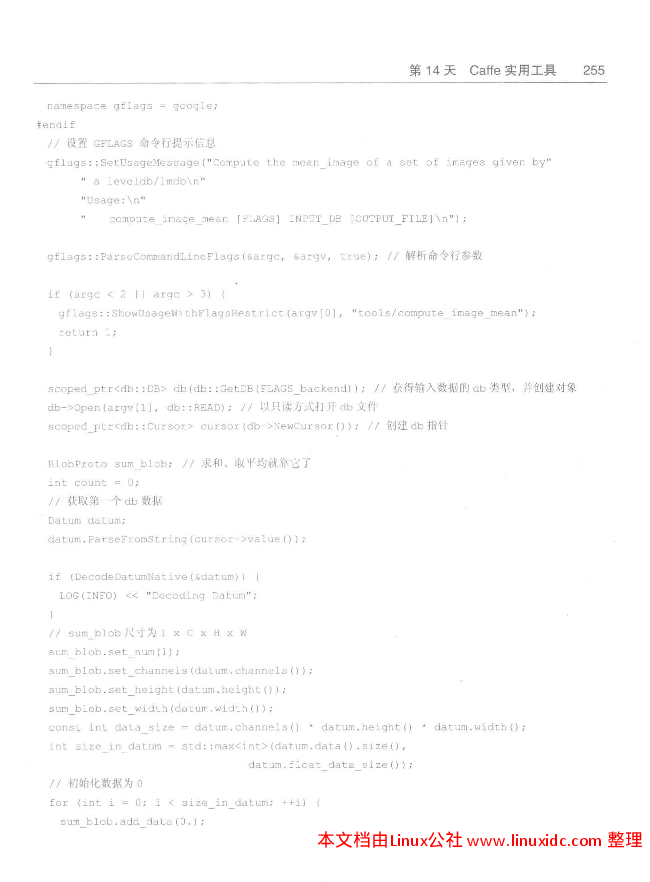 第 14 天 Caffe 实用工具 255
namespace gflags = google;
#endif
// 设置 GFLAGS 命令行提示信息
gflags::SetUsageMessage("Compute the mean_image of a set of images given by"
" a leveldb/lmdb\n"
"Usage:\n"
" compute_image_mean [FLAGS] INPUT_DB [OUTPUT_FILE]\n");
gflags::ParseCommandLineFlags(&argc, &argv, true); // 解析命令行参数
if (argc < 2 || argc > 3) {
gflags::ShowUsageWithFlagsRestrict(argv[0], "tools/compute_image_mean");
return 1;
}
scoped_ptr<db::DB> db(db::GetDB(FLAGS_backend)); // 获得输入数据的 db 类型，并创建对象
db->Open(argv[1], db::READ); // 以只读方式打开 db 文件
scoped_ptr<db::Cursor> cursor(db->NewCursor()); // 创建 db 指针
BlobProto sum_blob; // 求和、取平均就靠它了
int count = 0;
// 获取第一个 db 数据
Datum datum;
datum.ParseFromString(cursor->value());
if (DecodeDatumNative(&datum)) {
LOG(INFO) << "Decoding Datum";
}
// sum_blob 尺寸为 1 x C x H x W
sum_blob.set_num(1);
sum_blob.set_channels(datum.channels());
sum_blob.set_height(datum.height());
sum_blob.set_width(datum.width());
const int data_size = datum.channels() * datum.height() * datum.width();
int size_in_datum = std::max<int>(datum.data().size(),
datum.float_data_size());
// 初始化数据为 0
for (int i = 0; i < size_in_datum; ++i) {
sum_blob.add_data(0.);
本文档由Linux公社 www.linuxidc.com 整理